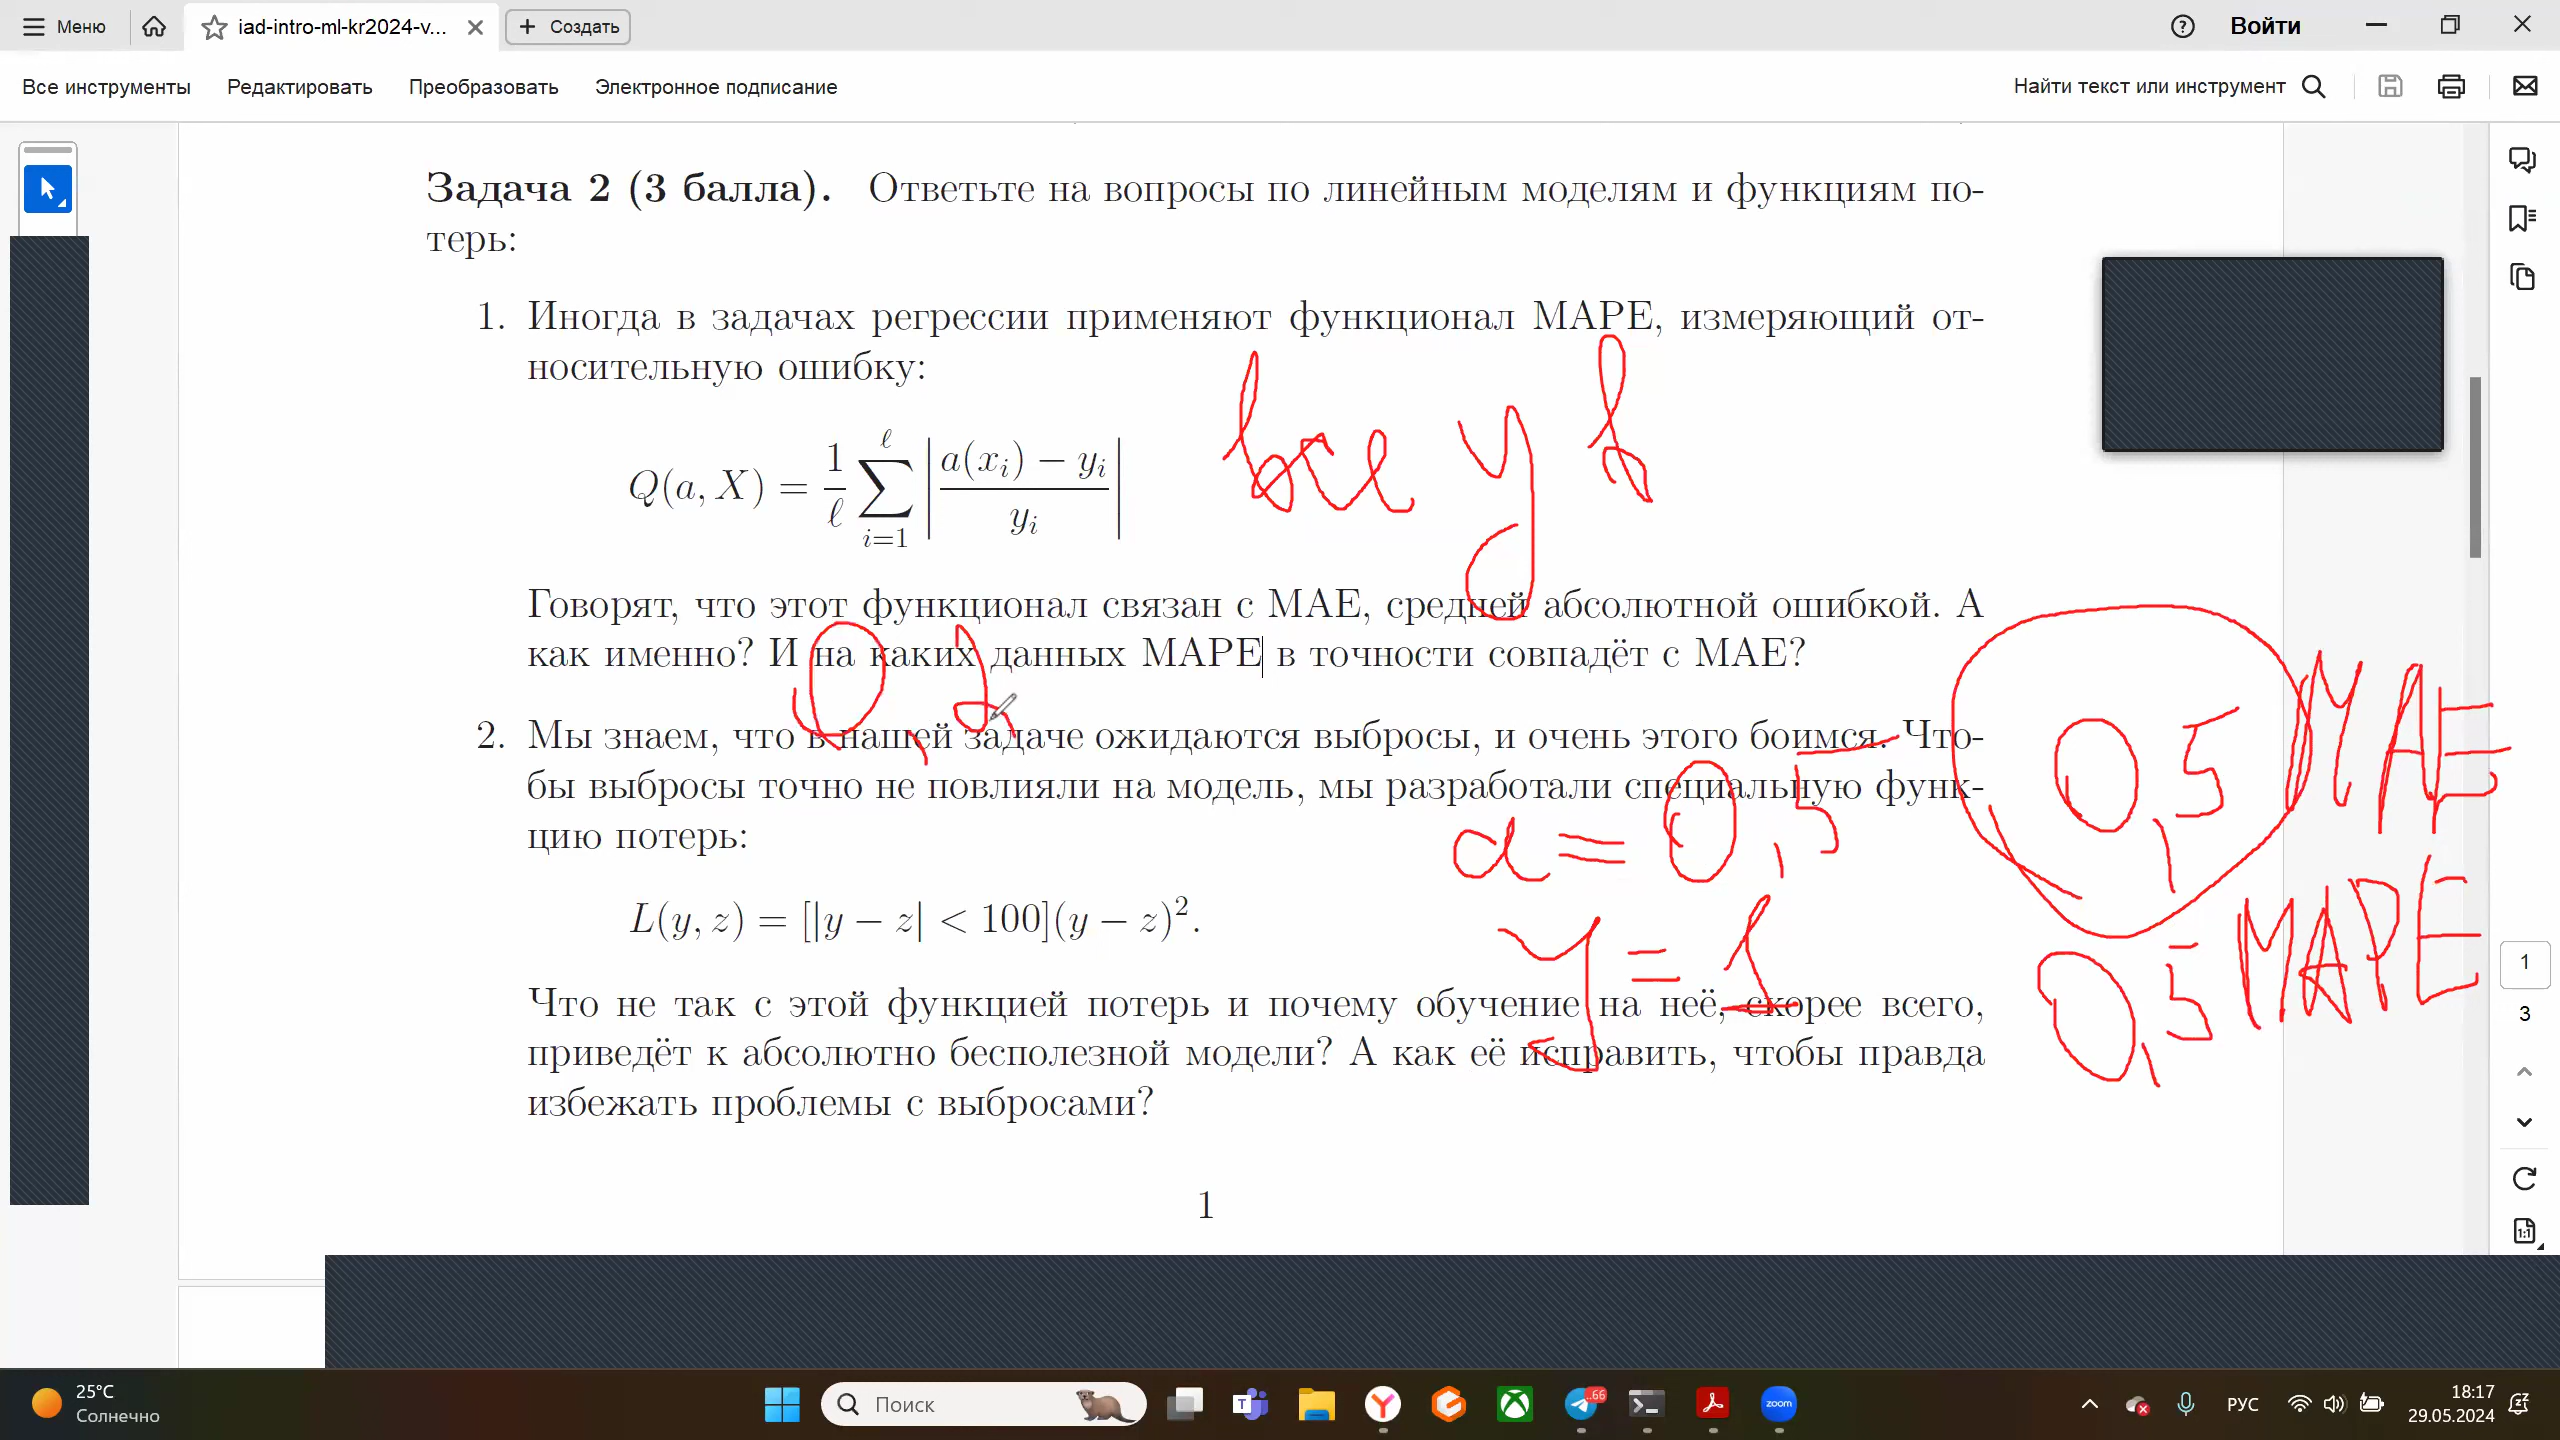 Меню
iad-intro-ml-kr2024-v...
Создать
Войти
Все инструменты
Редактировать
Преобразовать
Электронное подписание
Найти текст или инструмент
Задача 2 (3 балла). Ответьте на вопросы по линейным моделям и функциям по-
терь:
1. Иногда в задачах регрессии применяют функционал MAPE, измеряющий от-
носительную ошибку:
все y 1
Q(a, X) = 1/ℓ ∑_{i=1}^{ℓ} |(a(x_i) − y_i)/y_i|
Говорят, что этот функционал связан с MAE, средней абсолютной ошибкой. А
как именно? И на каких данных MAPE в точности совпадёт с MAE?
0,2
0,5 MAE
2. Мы знаем, что в нашей задаче ожидаются выбросы, и очень этого боимся. Что-
бы выбросы точно не повлияли на модель, мы разработали специальную функ-
цию потерь:
a = 0,5
L(y, z) = [|y − z| < 100](y − z)².
y = 1
0,5 MAPE
Что не так с этой функцией потерь и почему обучение на неё, скорее всего,
приведёт к абсолютно бесполезной модели? А как её исправить, чтобы правда
избежать проблемы с выбросами?
1
1
3
1:1
25°C
Солнечно
Поиск
T
..66
zoom
РУС
18:17
29.05.2024